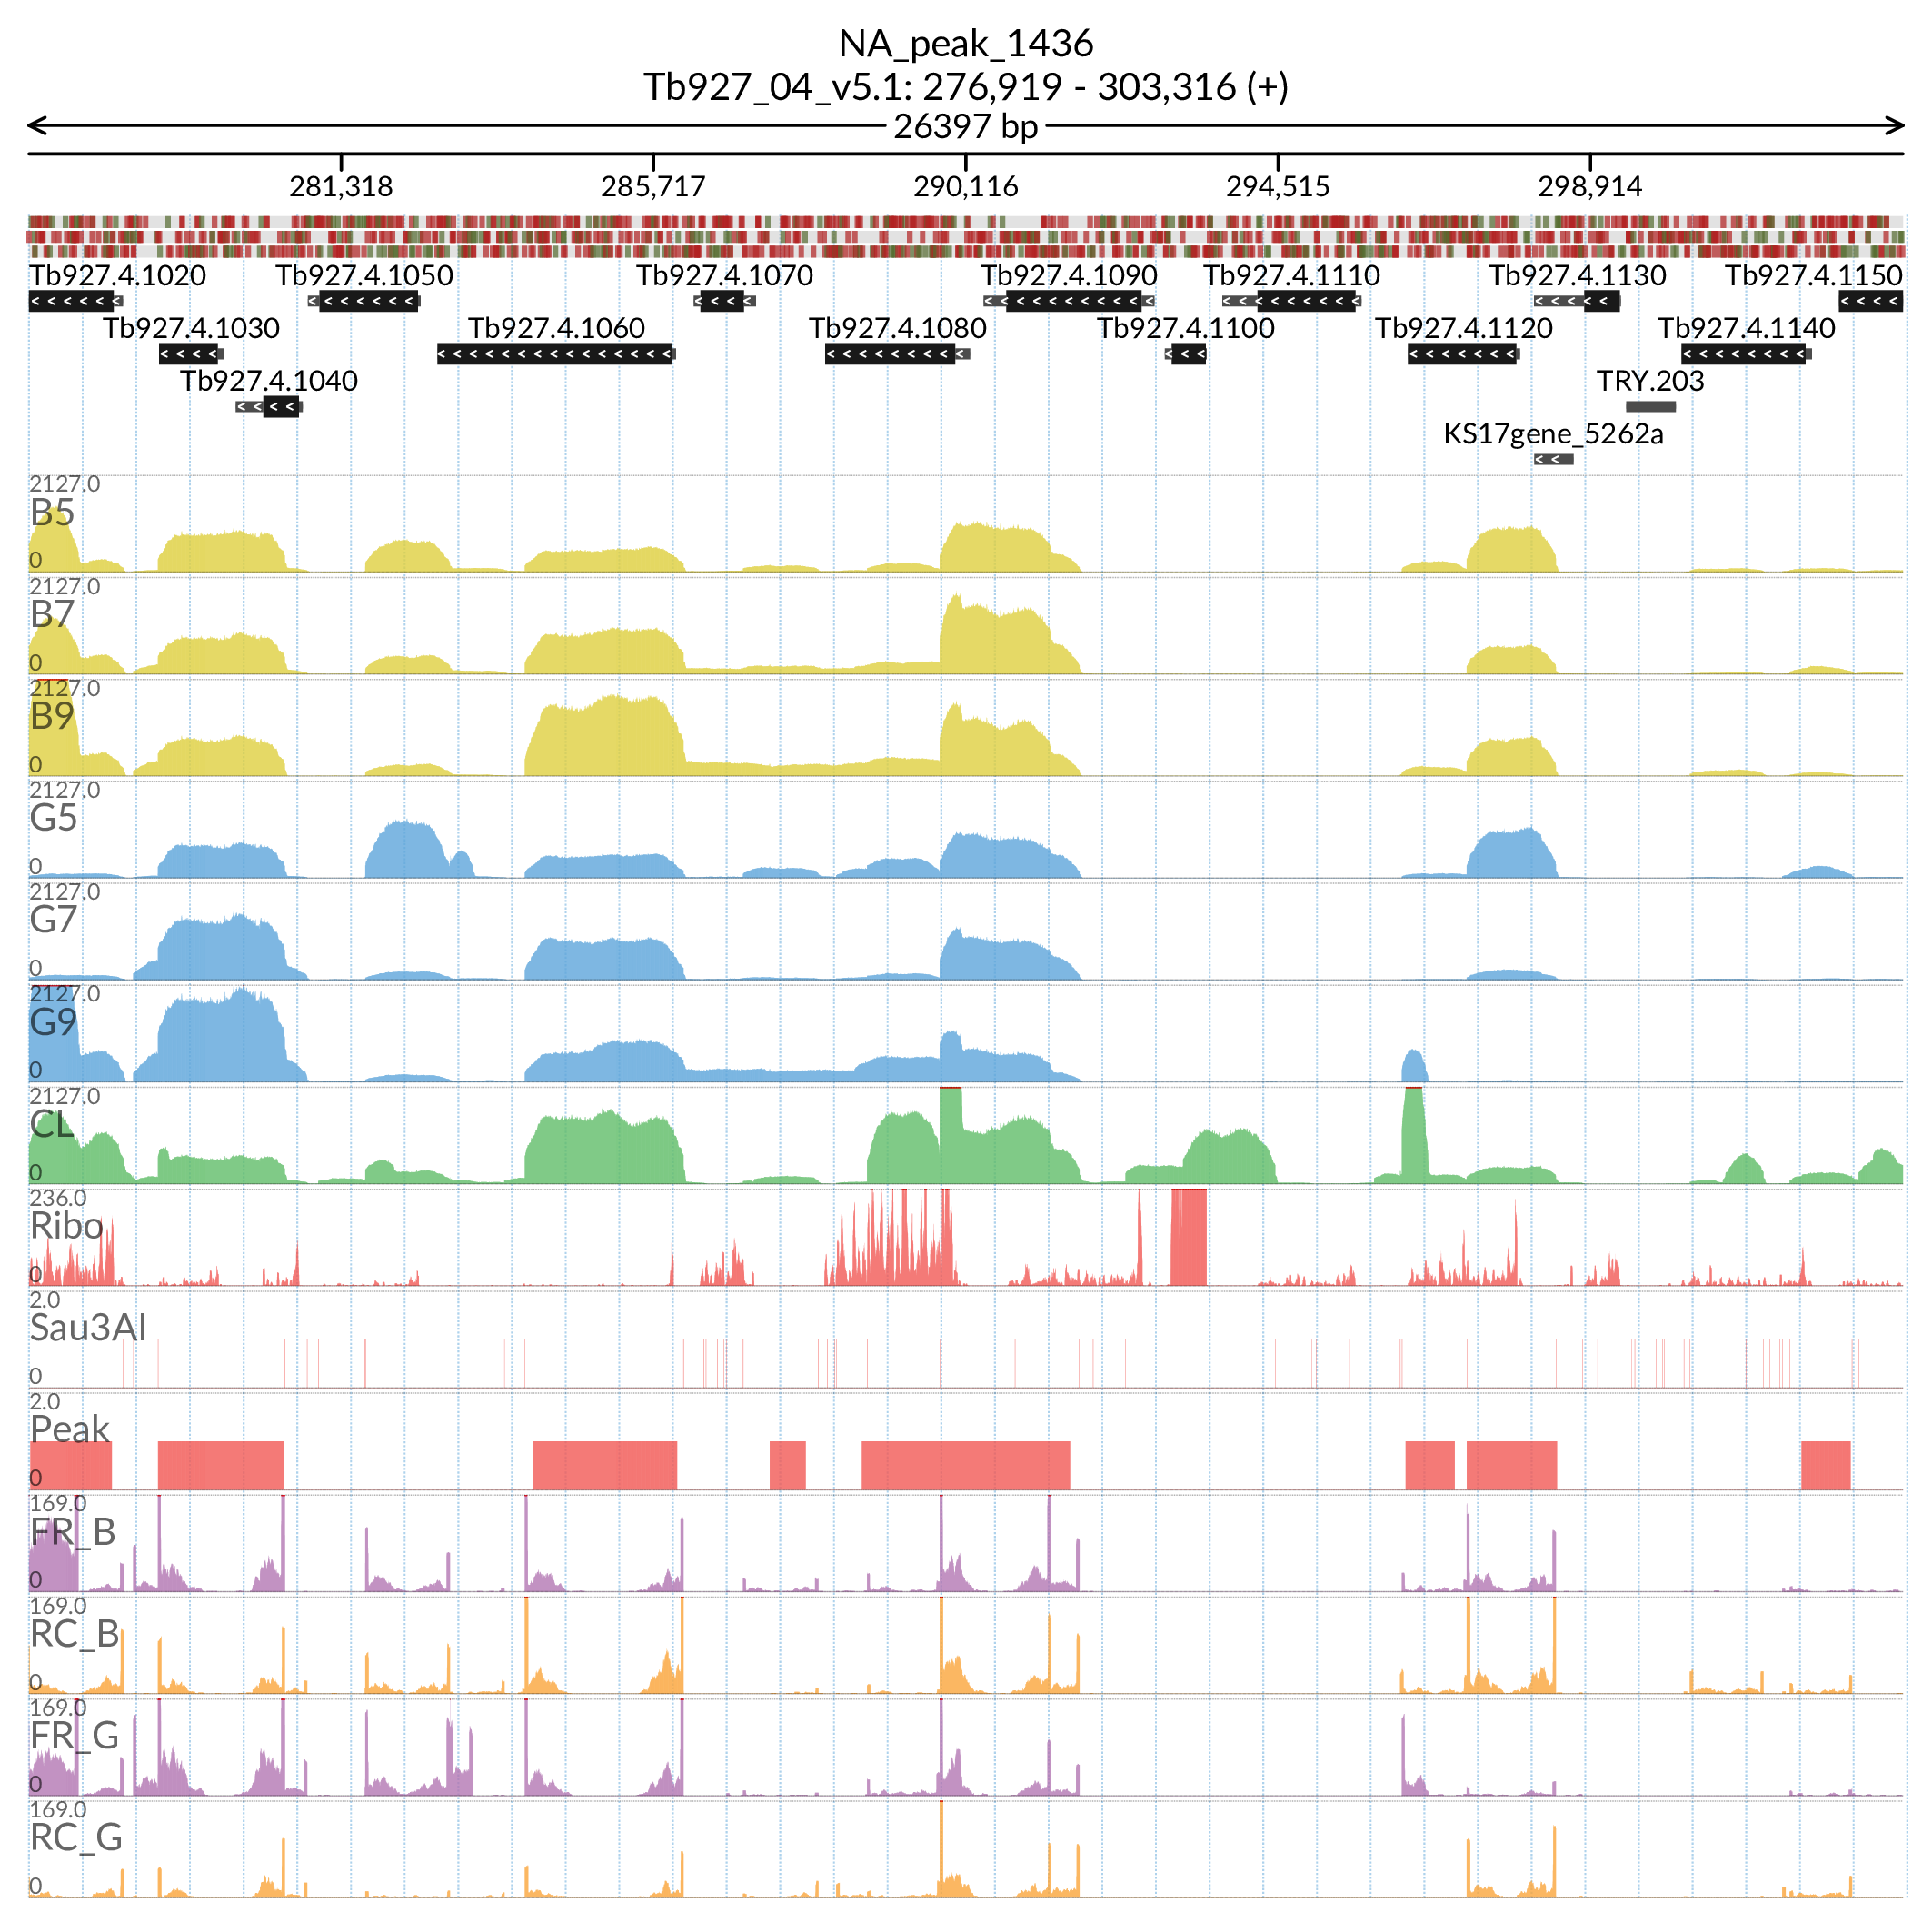 NA_peak_1436
Tb927_04_v5.1: 276,919 - 303,316 (+)
26397 bp
281,318 285,717 290,116 294,515 298,914
Tb927.4.1020 Tb927.4.1050 Tb927.4.1070 Tb927.4.1090 Tb927.4.1110 Tb927.4.1130 Tb927.4.1150
Tb927.4.1030 Tb927.4.1060 Tb927.4.1080 Tb927.4.1100 Tb927.4.1120 Tb927.4.1140
Tb927.4.1040 TRY.203
KS17gene_5262a
2127.0
B5
0
2127.0
B7
0
2127.0
B9
0
2127.0
G5
0
2127.0
G7
0
2127.0
G9
0
2127.0
CL
0
236.0
Ribo
0
2.0
Sau3AI
0
2.0
Peak
0
169.0
FR_B
0
169.0
RC_B
0
169.0
FR_G
0
169.0
RC_G
0